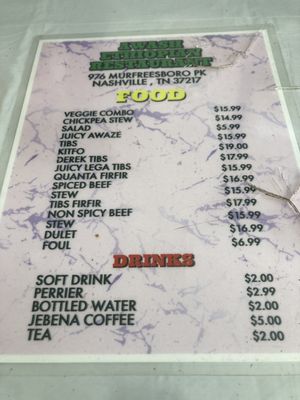 AWASH
ETHIOPIAN
RESTAURANT
976 MURFREESBORO PK
NASHVILLE , TN 37217
FOOD
VEGGIE COMBO $15.99
CHICKPEA STEW $14.99
SALAD $5.99
JUICY AWAZE $15.99
TIBS $19.00
KITFO $17.99
DEREK TIBS $15.99
JUICY LEGA TIBS $16.99
QUANTA FIRFIR $15.99
SPICED BEEF $17.99
STEW $15.99
TIBS FIRFIR $16.99
NON SPICY BEEF $6.99
STEW
DULET
FOUL
DRINKS
SOFT DRINK $2.00
PERRIER $2.99
BOTTLED WATER $2.00
JEBENA COFFEE $5.00
TEA $2.00